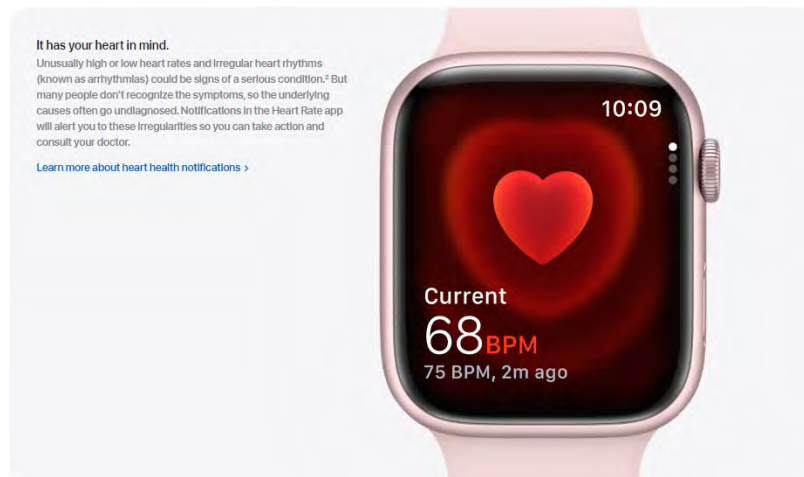 It has your heart in mind.
Unusually high or low heart rates and irregular heart rhythms
(known as arrhythmias) could be signs of a serious condition.² But
many people don't recognize the symptoms, so the underlying
causes often go undiagnosed. Notifications in the Heart Rate app
will alert you to these irregularities so you can take action and
consult your doctor.
Learn more about heart health notifications >
10:09
Current
68 BPM
75 BPM, 2m ago